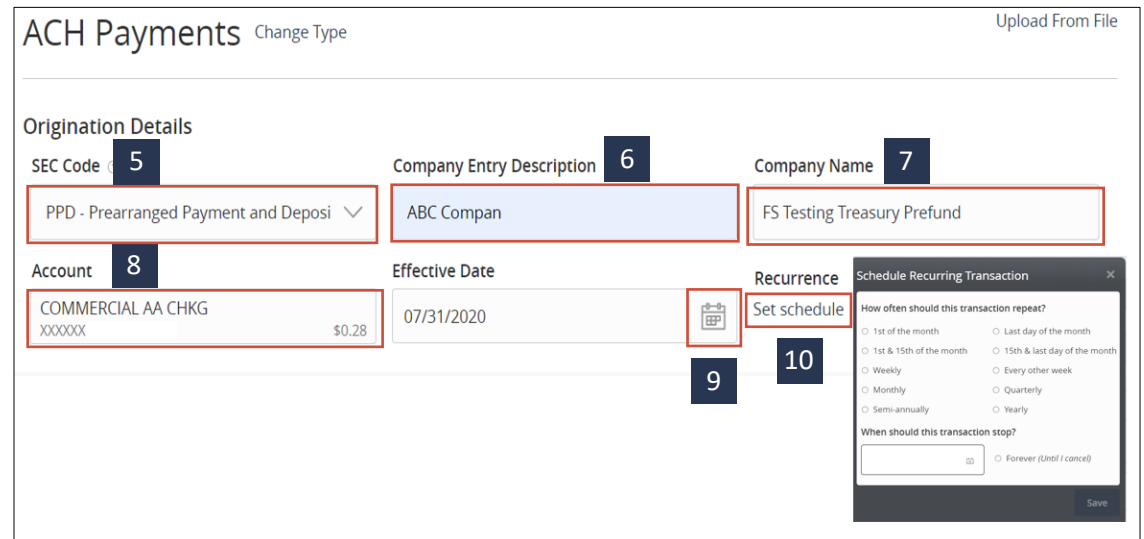 ACH Payments Change Type
Upload From File
Origination Details
SEC Code 5
Company Entry Description 6
Company Name 7
PPD - Prearranged Payment and Deposi
ABC Compan
FS Testing Treasury Prefund
Account 8
Effective Date
Recurrence
COMMERCIAL AA CHKG
XXXXXX $0.28
07/31/2020
Set schedule
9
10
Schedule Recurring Transaction ×
How often should this transaction repeat?
1st of the month
Last day of the month
1st & 15th of the month
15th & last day of the month
Weekly
Every other week
Monthly
Quarterly
Semi-annually
Yearly
When should this transaction stop?
Forever (Until I cancel)
Save